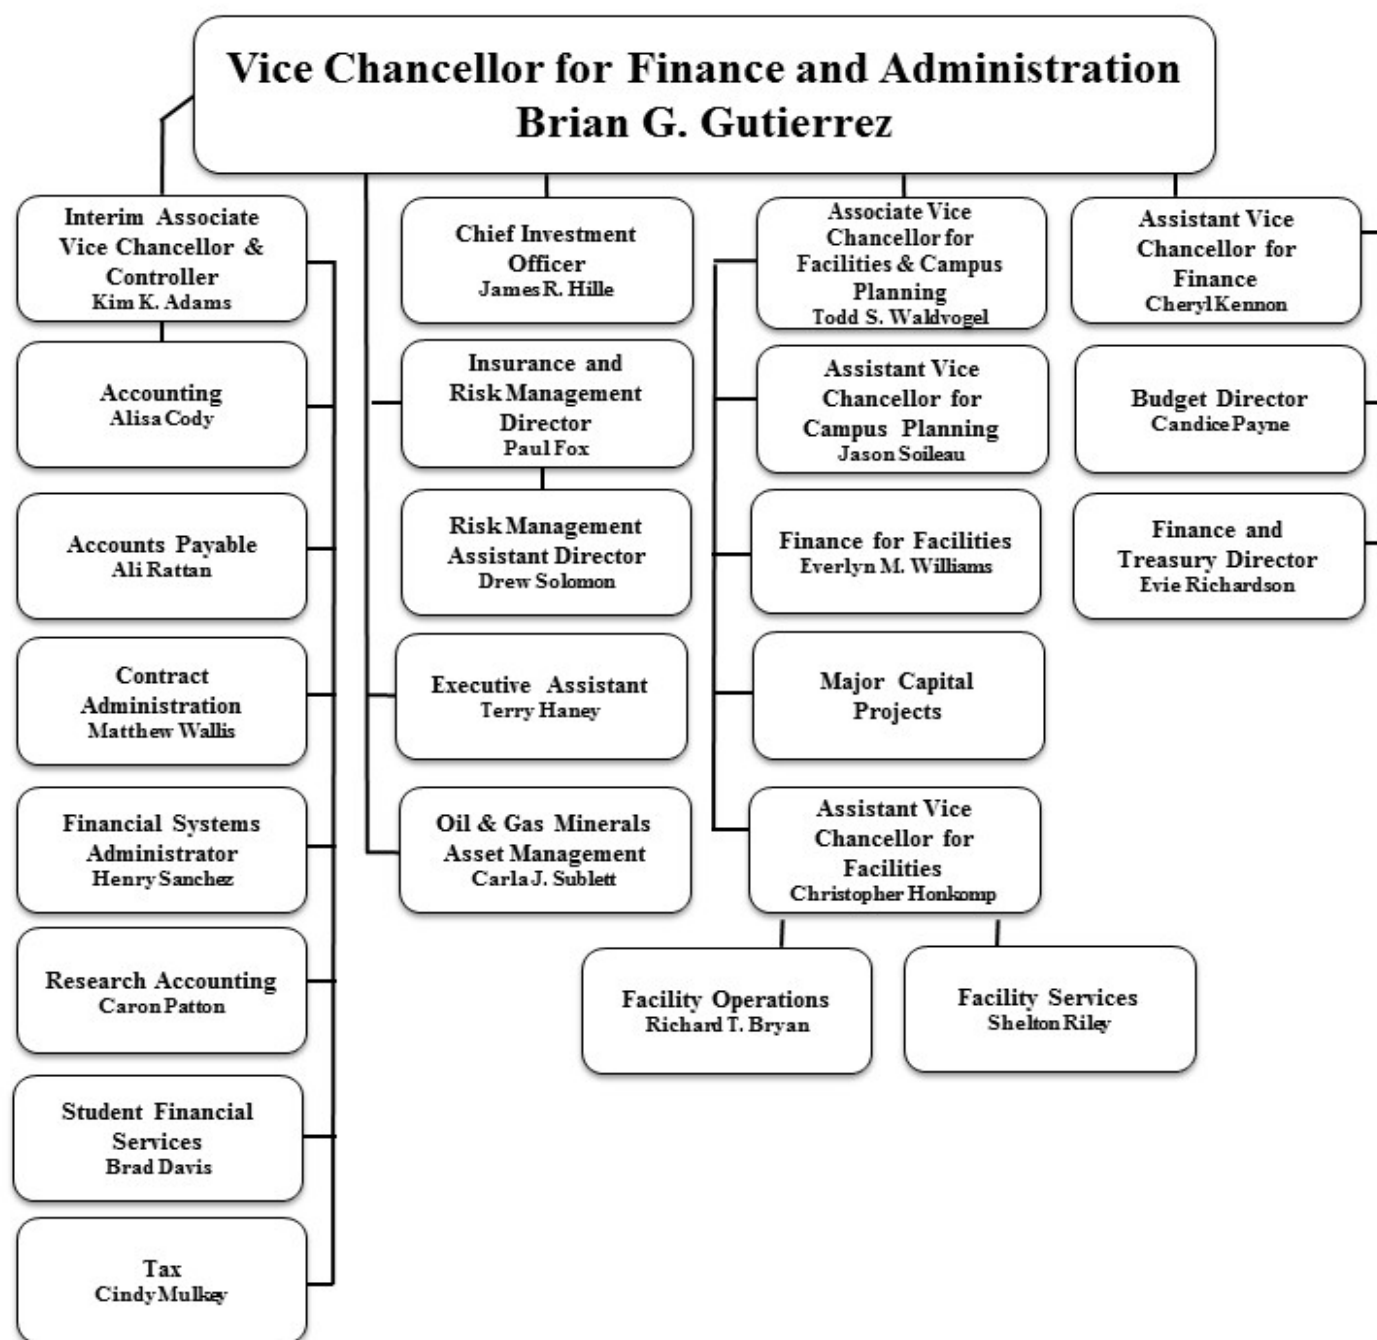 Vice Chancellor for Finance and Administration
Brian G. Gutierrez
Interim Associate
Vice Chancellor &
Controller
Kim K. Adams
Accounting
Alisa Cody
Accounts Payable
Ali Rattan
Contract
Administration
Matthew Wallis
Financial Systems
Administrator
Henry Sanchez
Research Accounting
Caron Patton
Student Financial
Services
Brad Davis
Tax
Cindy Mulkey
Chief Investment
Officer
James R. Hille
Insurance and
Risk Management
Director
Paul Fox
Risk Management
Assistant Director
Drew Solomon
Executive Assistant
Terry Haney
Oil & Gas Minerals
Asset Management
Carla J. Sublett
Associate Vice
Chancellor for
Facilities & Campus
Planning
Todd S. Waldvogel
Assistant Vice
Chancellor for
Campus Planning
Jason Soileau
Finance for Facilities
Everlyn M. Williams
Major Capital
Projects
Assistant Vice
Chancellor for
Facilities
Christopher Honkomp
Facility Operations
Richard T. Bryan
Facility Services
Shelton Riley
Assistant Vice
Chancellor for
Finance
Cheryl Kennon
Budget Director
Candice Payne
Finance and
Treasury Director
Evie Richardson